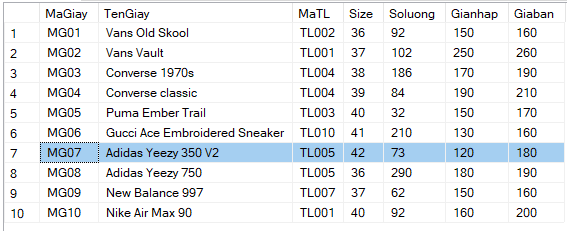 MaGiay TenGiay MaTL Size Soluong Gianhap Giaban
1 MG01 Vans Old Skool TL002 36 92 150 160
2 MG02 Vans Vault TL001 37 102 250 260
3 MG03 Converse 1970s TL004 38 186 170 190
4 MG04 Converse classic TL004 39 84 190 210
5 MG05 Puma Ember Trail TL003 40 32 150 170
6 MG06 Gucci Ace Embroidered Sneaker TL010 41 210 130 160
7 MG07 Adidas Yeezy 350 V2 TL005 42 73 120 180
8 MG08 Adidas Yeezy 750 TL005 36 290 180 190
9 MG09 New Balance 997 TL007 37 62 150 160
10 MG10 Nike Air Max 90 TL001 40 92 160 200